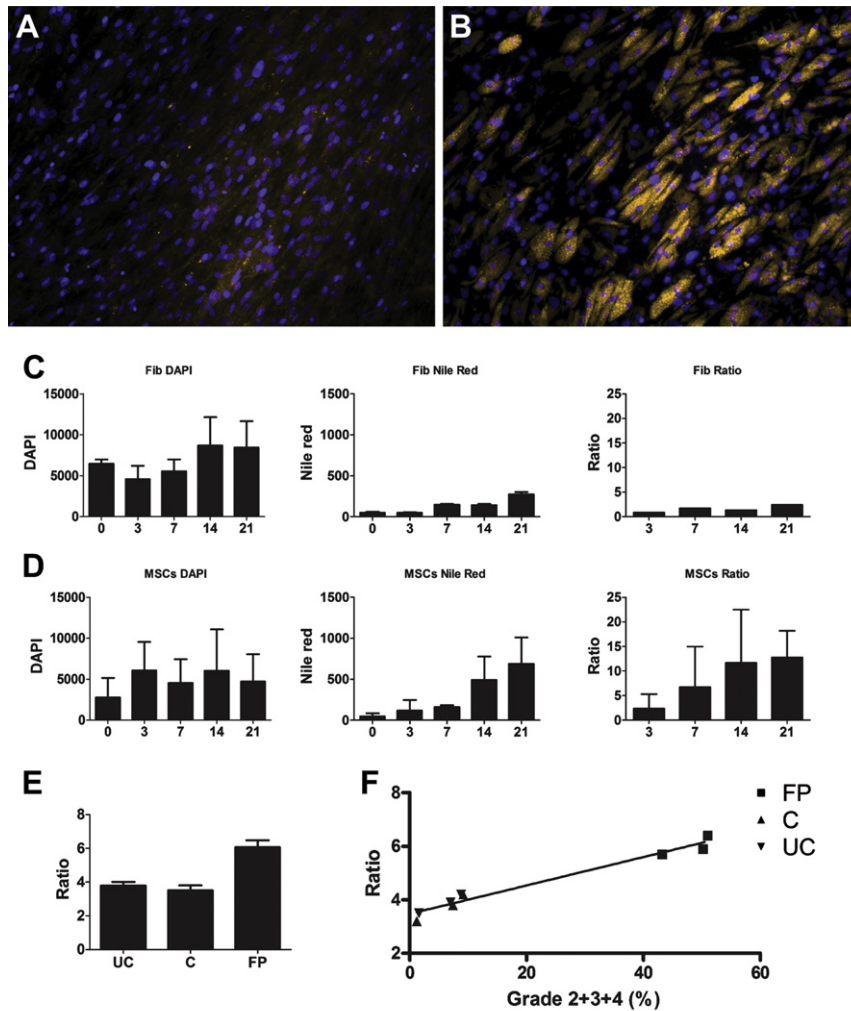 A
B
C
Fib DAPI
Fib Nile Red
Fib Ratio
DAPI
15000
10000
5000
0
0 3 7 14 21
Nile red
1500
1000
500
0
0 3 7 14 21
Ratio
25
20
15
10
5
0
3 7 14 21
D
MSCs DAPI
MSCs Nile Red
MSCs Ratio
DAPI
15000
10000
5000
0
0 3 7 14 21
Nile red
1500
1000
500
0
0 3 7 14 21
Ratio
25
20
15
10
5
0
3 7 14 21
E
Ratio
8
6
4
2
0
UC C FP
F
Ratio
8
6
4
2
0 20 40 60
Grade 2+3+4 (%)
FP
C
UC